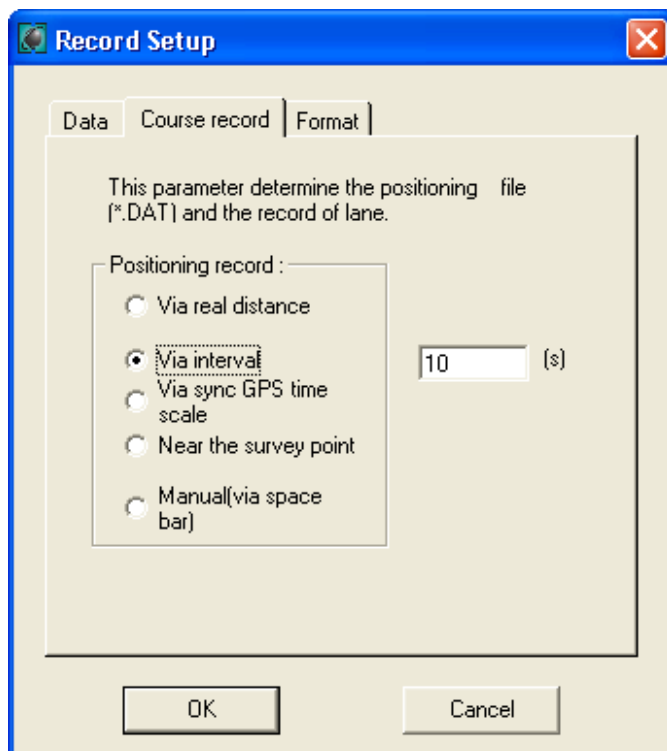 Record Setup
Data Course record Format
This parameter determine the positioning file
(*.DAT) and the record of lane.
Positioning record :
Via real distance
Via interval 10 (s)
Via sync GPS time
scale
Near the survey point
Manual(via space
bar)
OK Cancel